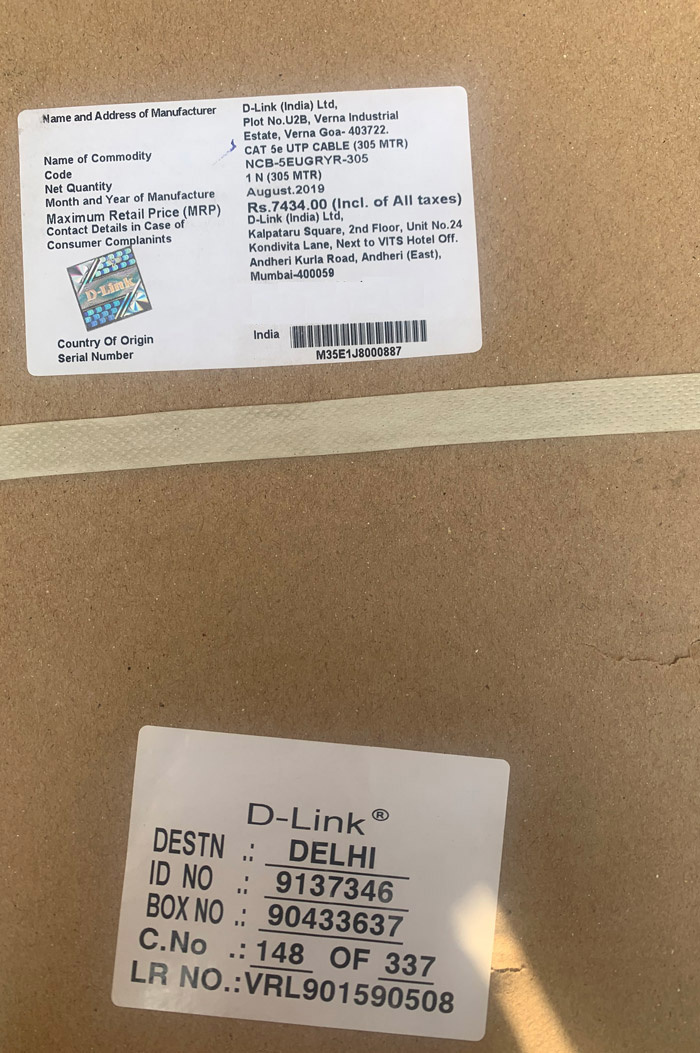 Name and Address of Manufacturer D-Link (India) Ltd,
Plot No.U2B, Verna Industrial
Estate, Verna Goa- 403722.
Name of Commodity CAT 5e UTP CABLE (305 MTR)
Code NCB-5EUGRYR-305
Net Quantity 1 N (305 MTR)
Month and Year of Manufacture August.2019
Maximum Retail Price (MRP) Rs.7434.00 (Incl. of All taxes)
Contact Details in Case of D-Link (India) Ltd,
Consumer Complanints Kalpataru Square, 2nd Floor, Unit No.24
Kondivita Lane, Next to VITS Hotel Off.
Andheri Kurla Road, Andheri (East),
Mumbai-400059
D-Link
Country Of Origin India
Serial Number M35E1J8000887
D-Link®
DESTN .: DELHI
ID NO .: 9137346
BOX NO .: 90433637
C.No .: 148 OF 337
LR NO.:VRL901590508